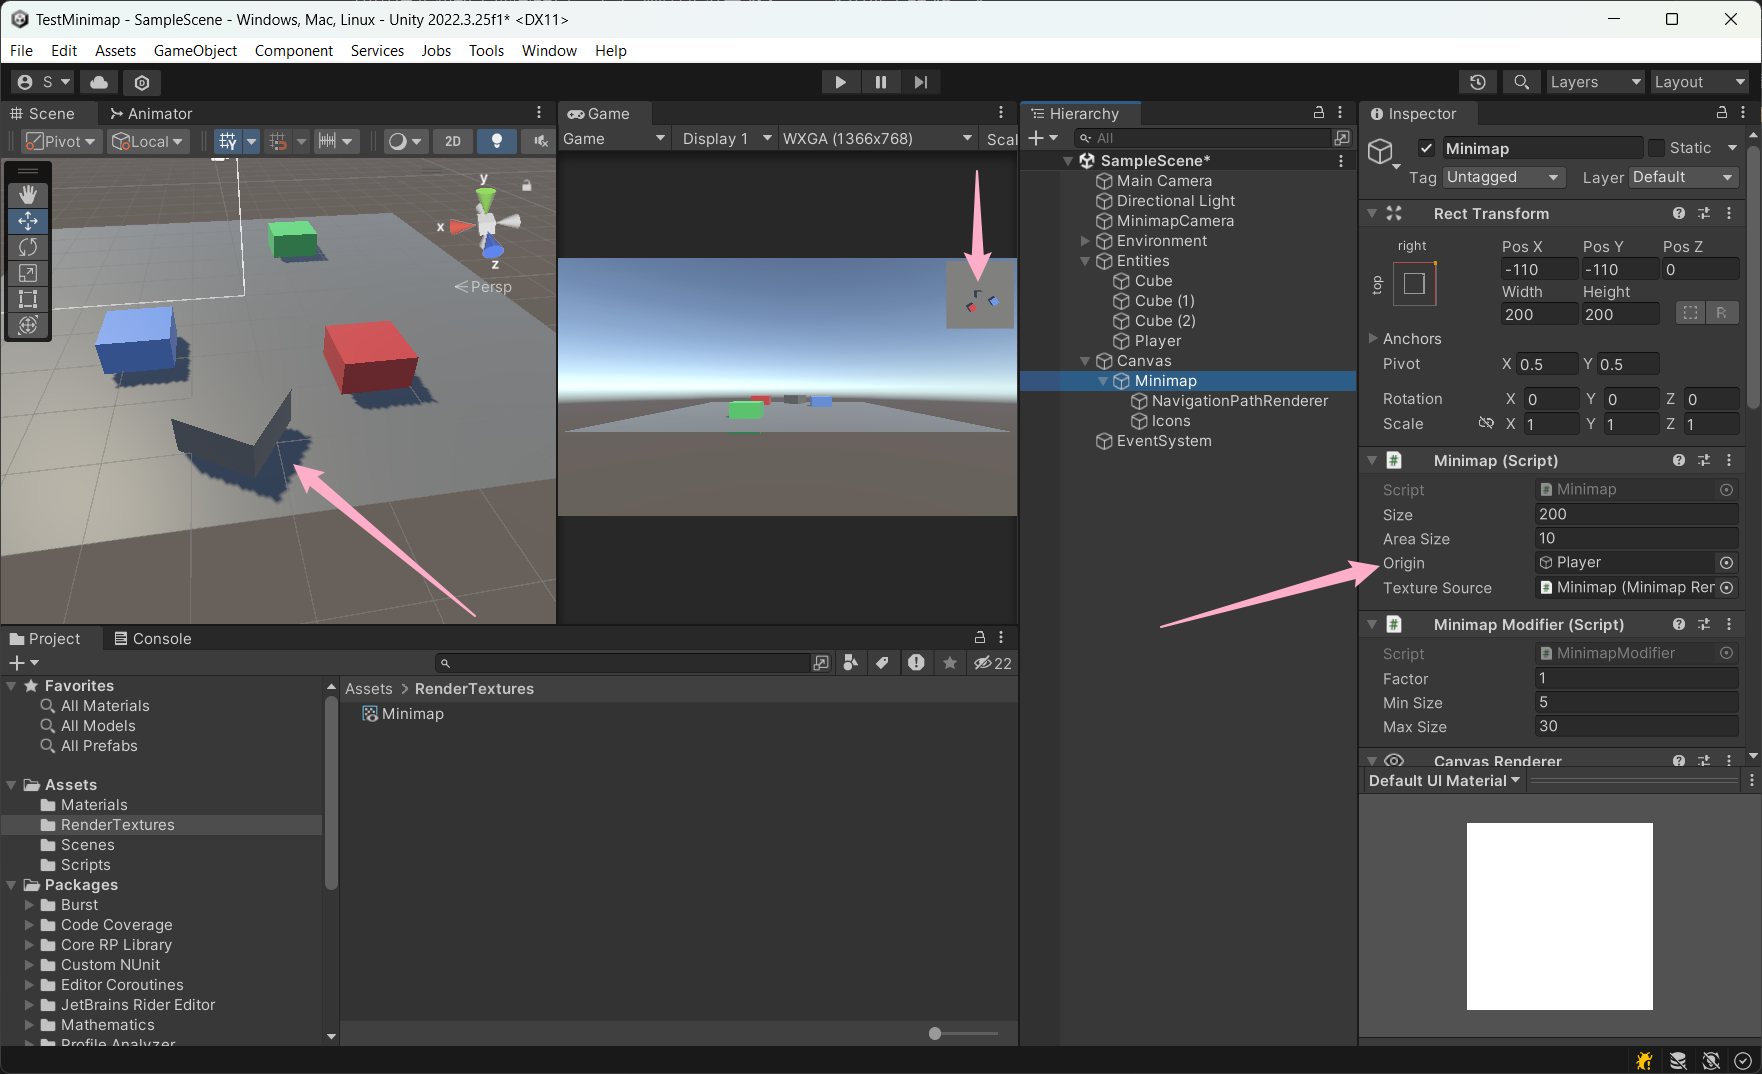 TestMinimap - SampleScene - Windows, Mac, Linux - Unity 2022.3.25f1* <DX11>
File Edit Assets GameObject Component Services Jobs Tools Window Help
S Layers Layout
Scene Animator
Pivot Local 2D
y
x
z
Persp
Game
Game Display 1 WXGA (1366x768) Scal
Hierarchy
All
SampleScene*
Main Camera
Directional Light
MinimapCamera
Environment
Entities
Cube
Cube (1)
Cube (2)
Player
Canvas
Minimap
NavigationPathRenderer
Icons
EventSystem
Inspector
Minimap Static
Tag Untagged Layer Default
Rect Transform
right
top
Pos X Pos Y Pos Z
-110 -110 0
Width Height
200 200 R
Anchors
Pivot X 0.5 Y 0.5
Rotation X 0 Y 0 Z 0
Scale X 1 Y 1 Z 1
Minimap (Script)
Script Minimap
Size 200
Area Size 10
Origin Player
Texture Source Minimap (Minimap Rer
Minimap Modifier (Script)
Script MinimapModifier
Factor 1
Min Size 5
Max Size 30
Canvas Renderer
Default UI Material
Project Console
22
Favorites
All Materials
All Models
All Prefabs
Assets
Materials
RenderTextures
Scenes
Scripts
Packages
Burst
Code Coverage
Core RP Library
Custom NUnit
Editor Coroutines
JetBrains Rider Editor
Mathematics
Profile Analyzer
Assets > RenderTextures
Minimap